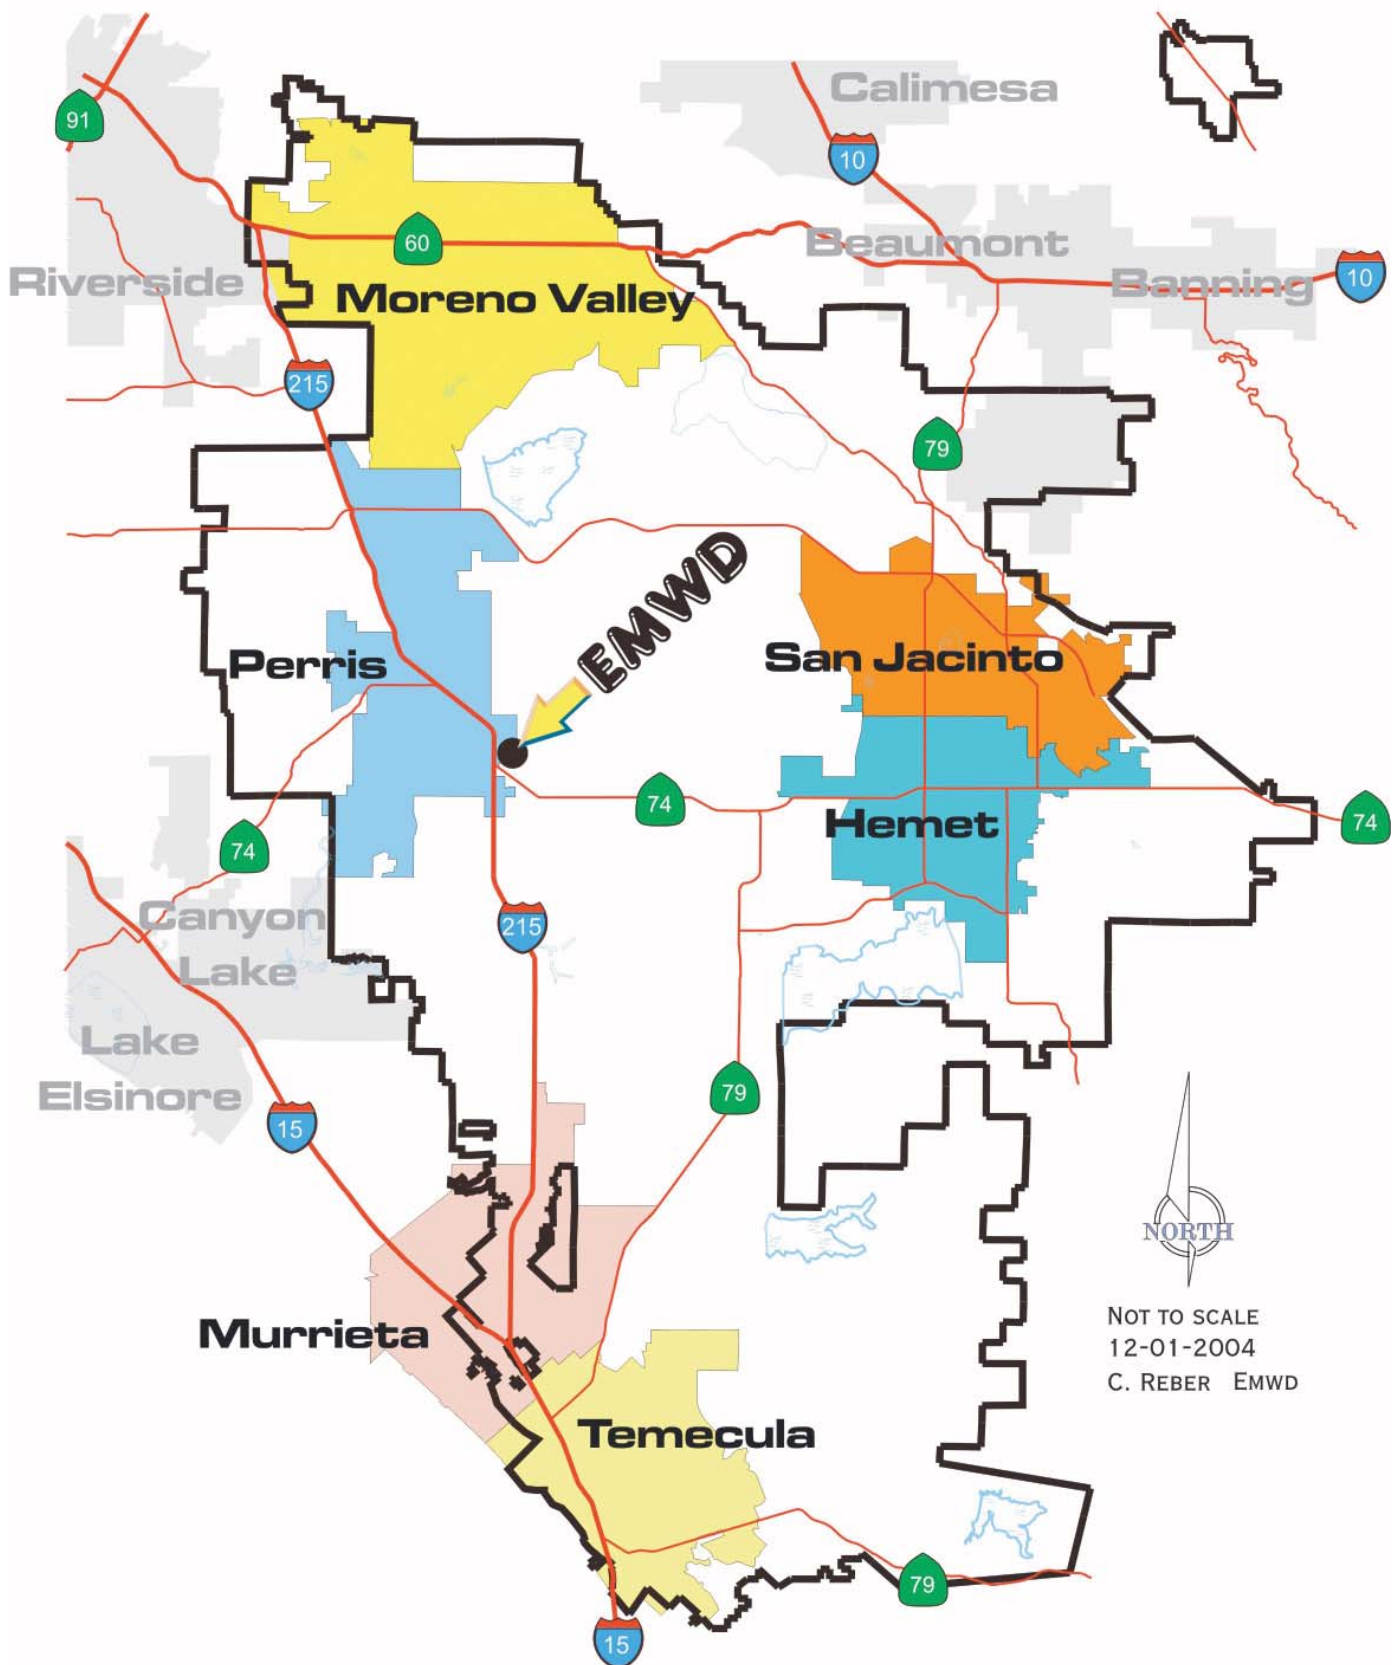 Calimesa
91
10
60
Beaumont
Riverside
Banning
10
Moreno Valley
215
79
EMWD
Perris
San Jacinto
74
74
Hemet
74
Canyon
Lake
215
Lake
Elsinore
79
15
NORTH
Murrieta
NOT TO SCALE
12-01-2004
C. REBER EMWD
Temecula
79
15